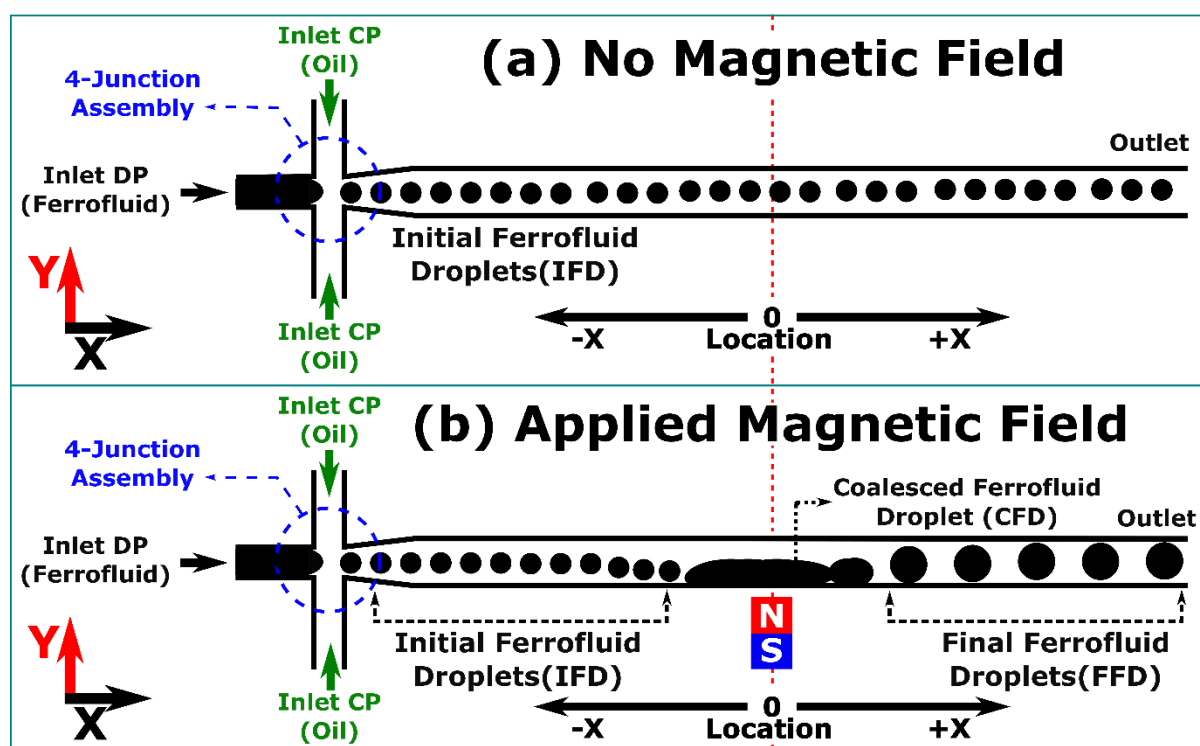 Inlet CP
(Oil)
(a) No Magnetic Field
4-Junction
Assembly
Outlet
Inlet DP
(Ferrofluid)
Initial Ferrofluid
Droplets(IFD)
Y
X
Inlet CP
(Oil)
0
-X Location +X
Inlet CP
(Oil)
(b) Applied Magnetic Field
4-Junction
Assembly
Coalesced Ferrofluid
Droplet (CFD)
Outlet
Inlet DP
(Ferrofluid)
N
S
Initial Ferrofluid
Droplets(IFD)
Final Ferrofluid
Droplets(FFD)
Y
X
Inlet CP
(Oil)
0
-X Location +X